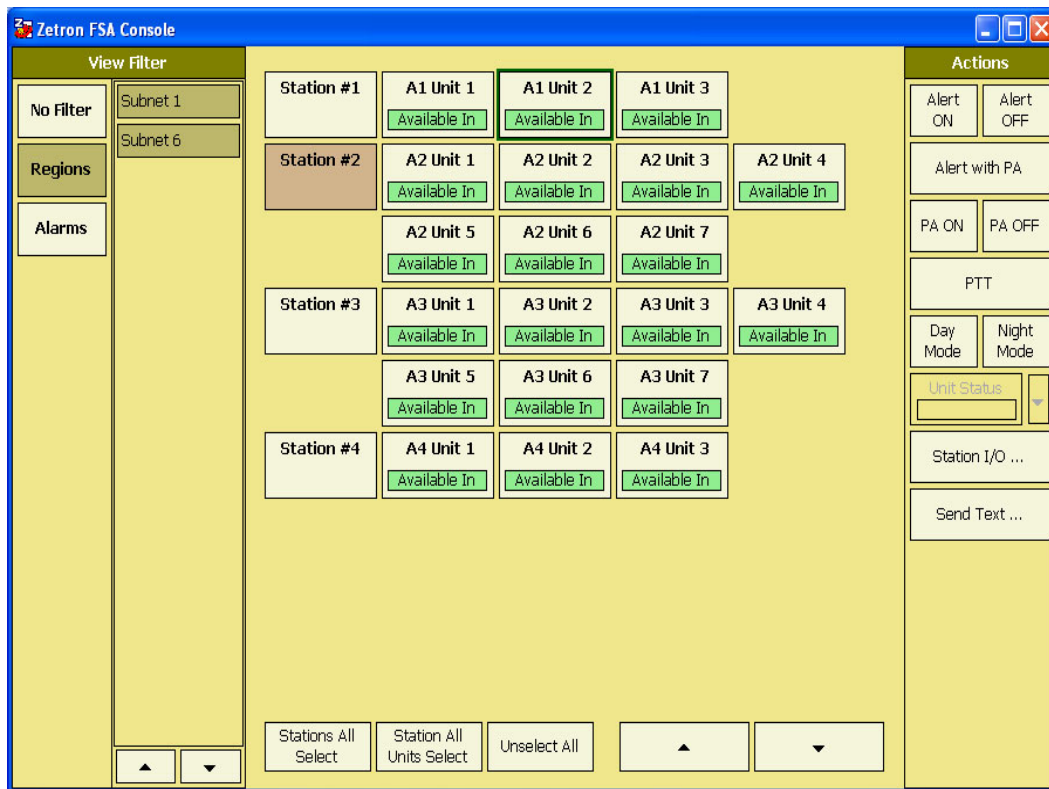 Zetron FSA Console
View Filter
No Filter
Regions
Alarms
Subnet 1
Subnet 6
Station #1
A1 Unit 1
Available In
A1 Unit 2
Available In
A1 Unit 3
Available In
Station #2
A2 Unit 1
Available In
A2 Unit 2
Available In
A2 Unit 3
Available In
A2 Unit 4
Available In
A2 Unit 5
Available In
A2 Unit 6
Available In
A2 Unit 7
Available In
Station #3
A3 Unit 1
Available In
A3 Unit 2
Available In
A3 Unit 3
Available In
A3 Unit 4
Available In
A3 Unit 5
Available In
A3 Unit 6
Available In
A3 Unit 7
Available In
Station #4
A4 Unit 1
Available In
A4 Unit 2
Available In
A4 Unit 3
Available In
Stations All
Select
Station All
Units Select
Unselect All
Actions
Alert
ON
Alert
OFF
Alert with PA
PA ON
PA OFF
PTT
Day
Mode
Night
Mode
Unit Status
Station I/O ...
Send Text ...